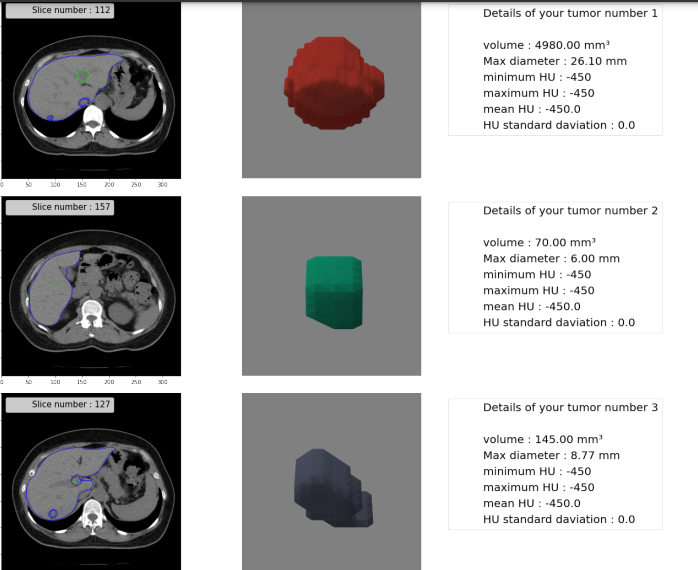 Slice number : 112
Details of your tumor number 1
volume : 4980.00 mm³
Max diameter : 26.10 mm
minimum HU : -450
maximum HU : -450
mean HU : -450.0
HU standard daviation : 0.0
0 50 100 150 200 250 300
Slice number : 157
Details of your tumor number 2
volume : 70.00 mm³
Max diameter : 6.00 mm
minimum HU : -450
maximum HU : -450
mean HU : -450.0
HU standard daviation : 0.0
0 50 100 150 200 250 300
Slice number : 127
Details of your tumor number 3
volume : 145.00 mm³
Max diameter : 8.77 mm
minimum HU : -450
maximum HU : -450
mean HU : -450.0
HU standard daviation : 0.0